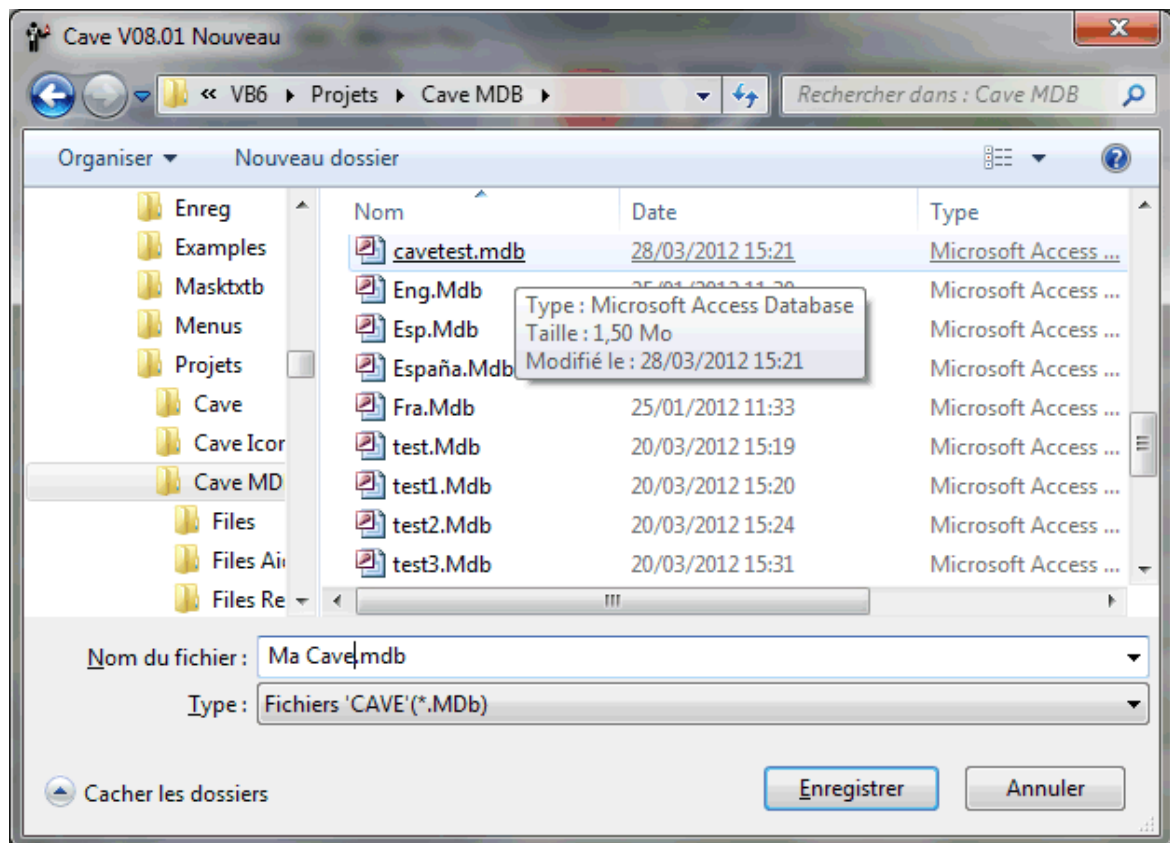 Cave V08.01 Nouveau
« VB6 Projets Cave MDB Rechercher dans : Cave MDB
Organiser Nouveau dossier
Nom Date Type
Enreg
Examples
Masktxtb
Menus
Projets
Cave
Cave Icor
Cave MD
Files
Files
Files Re
cavetest.mdb 28/03/2012 15:21 Microsoft Access ...
Eng.Mdb Microsoft Access ...
Esp.Mdb Microsoft Access ...
España.Mdb Microsoft Access ...
Fra.Mdb 25/01/2012 11:33 Microsoft Access ...
test.Mdb 20/03/2012 15:19 Microsoft Access ...
test1.Mdb 20/03/2012 15:20 Microsoft Access ...
test2.Mdb 20/03/2012 15:24 Microsoft Access ...
test3.Mdb 20/03/2012 15:31 Microsoft Access ...
Type : Microsoft Access Database
Taille : 1,50 Mo
Modifié le : 28/03/2012 15:21
Nom du fichier : Ma Cave.mdb
Type : Fichiers 'CAVE'(*.MDb)
Cacher les dossiers Enregistrer Annuler